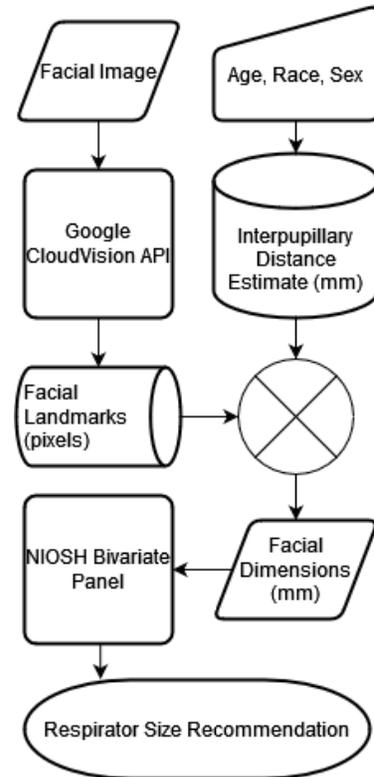 Facial Image
Age, Race, Sex
Google
CloudVision API
Interpupillary
Distance
Estimate (mm)
Facial
Landmarks
(pixels)
NIOSH Bivariate
Panel
Facial
Dimensions
(mm)
Respirator Size Recommendation